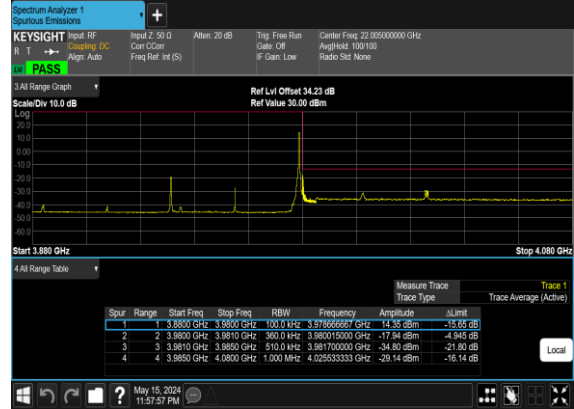 Spectrum Analyzer 1
Spurious Emissions
KEYSIGHT
R T
PASS
Input: RF
Coupling: DC
Align: Auto
Input Z: 50 Ω
Corr CCorr
Freq Ref: Int (S)
Atten: 20 dB
Trig: Free Run
Gate: Off
IF Gain: Low
Center Freq: 22.005000000 GHz
Avg|Hold: 100/100
Radio Std: None
3 All Range Graph
Scale/Div 10.0 dB
Ref Lvl Offset 34.23 dB
Ref Value 30.00 dBm
Log
20.0
10.0
0.00
-10.0
-20.0
-30.0
-40.0
-50.0
-60.0
Start 3.880 GHz
Stop 4.080 GHz
4 All Range Table
Measure Trace Trace 1
Trace Type Trace Average (Active)
Spur Range Start Freq Stop Freq RBW Frequency Amplitude ΔLimit
1 1 3.8800 GHz 3.9800 GHz 100.0 kHz 3.978666667 GHz 14.35 dBm -15.65 dB
2 2 3.9800 GHz 3.9810 GHz 360.0 kHz 3.980015000 GHz -17.94 dBm -4.945 dB
3 3 3.9810 GHz 3.9850 GHz 510.0 kHz 3.981700000 GHz -34.80 dBm -21.80 dB
4 4 3.9850 GHz 4.0800 GHz 1.000 MHz 4.025533333 GHz -29.14 dBm -16.14 dB
Local
?
May 15, 2024
11:57:57 PM